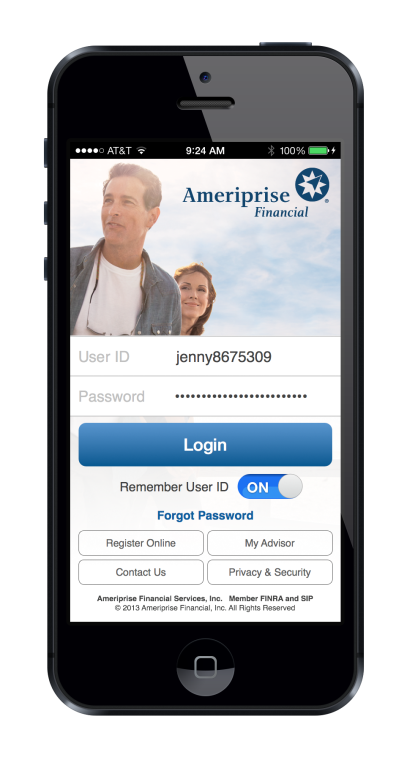 AT&T 9:24 AM 100%
Ameriprise
Financial
User ID jenny8675309
Password ••••••••••••••••••••••••
Login
Remember User ID ON
Forgot Password
Register Online My Advisor
Contact Us Privacy & Security
Ameriprise Financial Services, Inc. Member FINRA and SIP
© 2013 Ameriprise Financial, Inc. All Rights Reserved